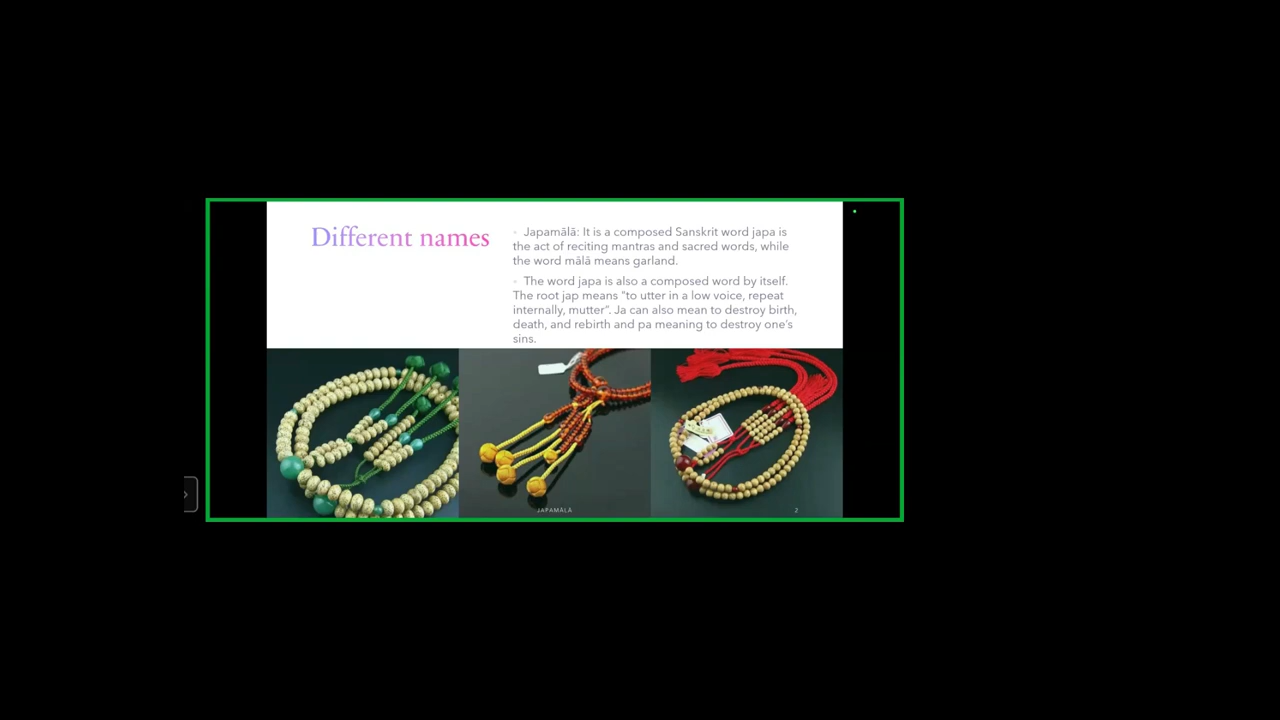 Different names
Japamālā: It is a composed Sanskrit word japa is
the act of reciting mantras and sacred words, while
the word mālā means garland.
The word japa is also a composed word by itself.
The root jap means "to utter in a low voice, repeat
internally, mutter". Ja can also mean to destroy birth,
death, and rebirth and pa meaning to destroy one's
sins.
JAPAMĀLĀ
2